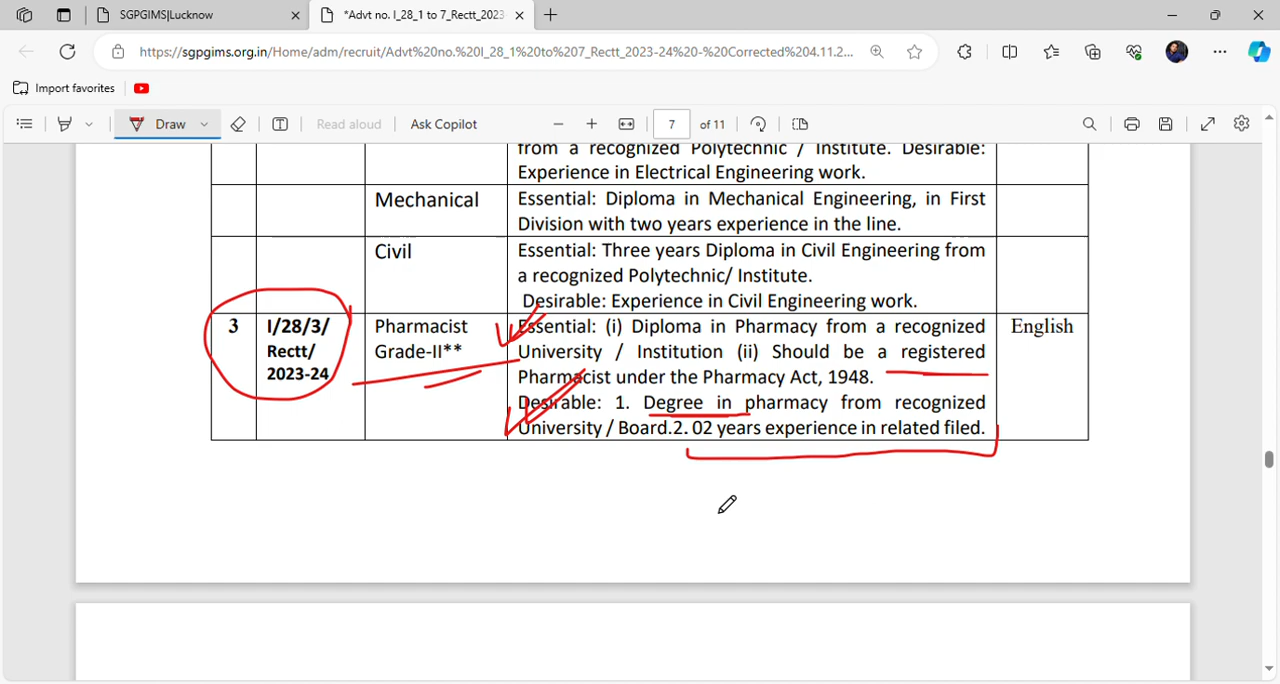 SGPGIMS|Lucknow
*Advt no. I_28_1 to 7_Rectt_2023
https://sgpgims.org.in/Home/adm/recruit/Advt%20no.%20I_28_1%20to%207_Rectt_2023-24%20-%20Corrected%204.11.2...
Import favorites
Draw
Read aloud
Ask Copilot
7
of 11
from a recognized Polytechnic / Institute. Desirable:
Experience in Electrical Engineering work.
Mechanical
Essential: Diploma in Mechanical Engineering, in First
Division with two years experience in the line.
Civil
Essential: Three years Diploma in Civil Engineering from
a recognized Polytechnic/ Institute.
Desirable: Experience in Civil Engineering work.
3
I/28/3/
Rectt/
2023-24
Pharmacist
Grade-II**
Essential: (i) Diploma in Pharmacy from a recognized
University / Institution (ii) Should be a registered
Pharmacist under the Pharmacy Act, 1948.
Desirable: 1. Degree in pharmacy from recognized
University / Board.2. 02 years experience in related filed.
English